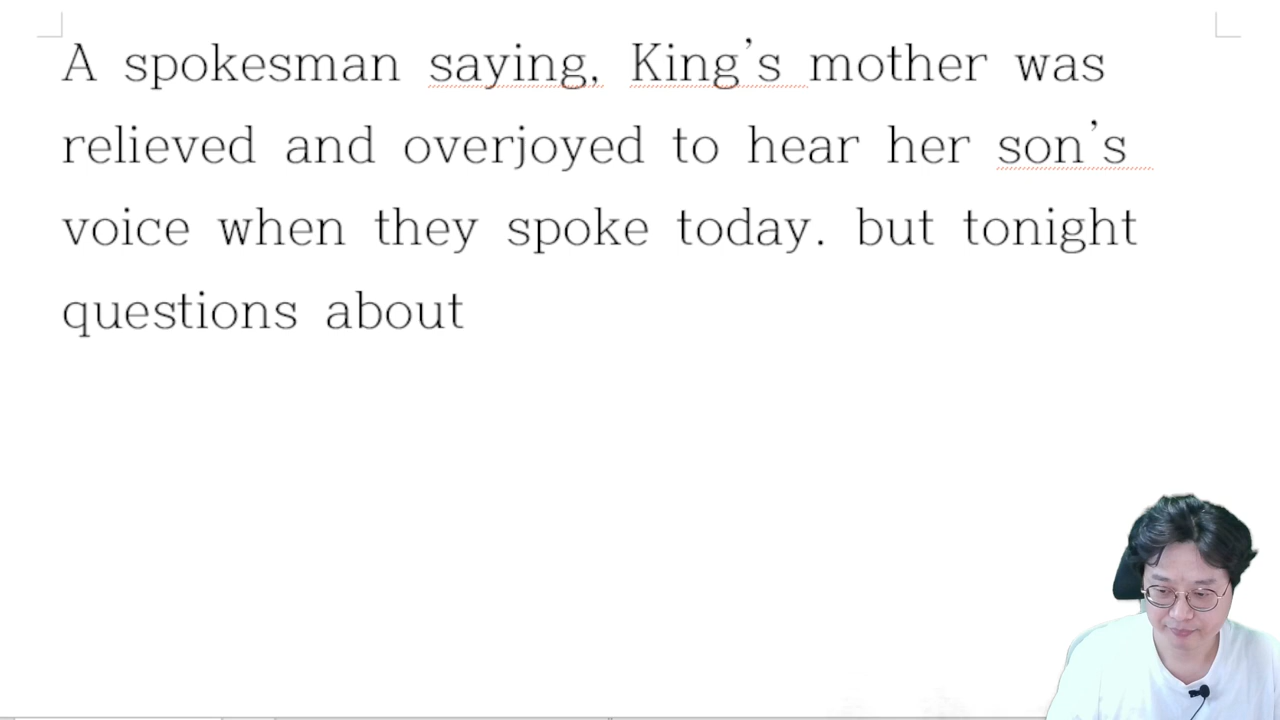 A spokesman saying, King's mother was
relieved and overjoyed to hear her son's
voice when they spoke today. but tonight
questions about